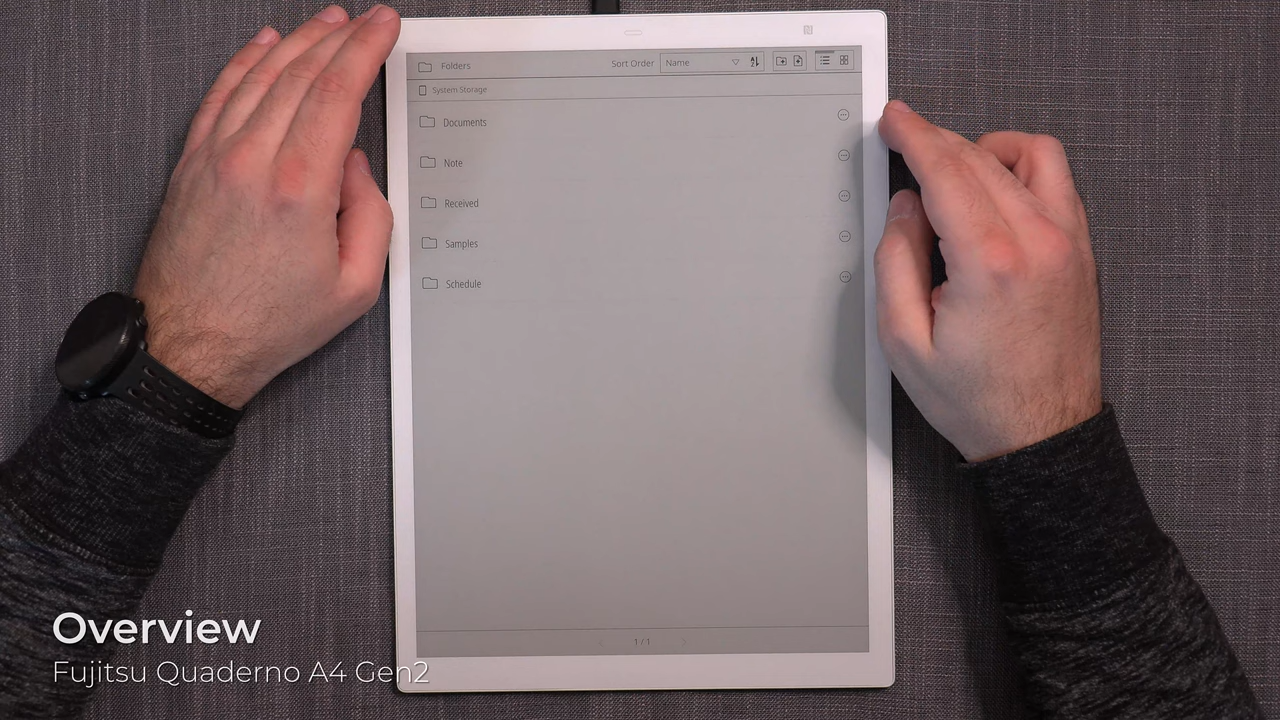 Folders
Sort Order Name
System Storage
Documents
Note
Received
Samples
Schedule
1 / 1
Overview
Fujitsu Quaderno A4 Gen2